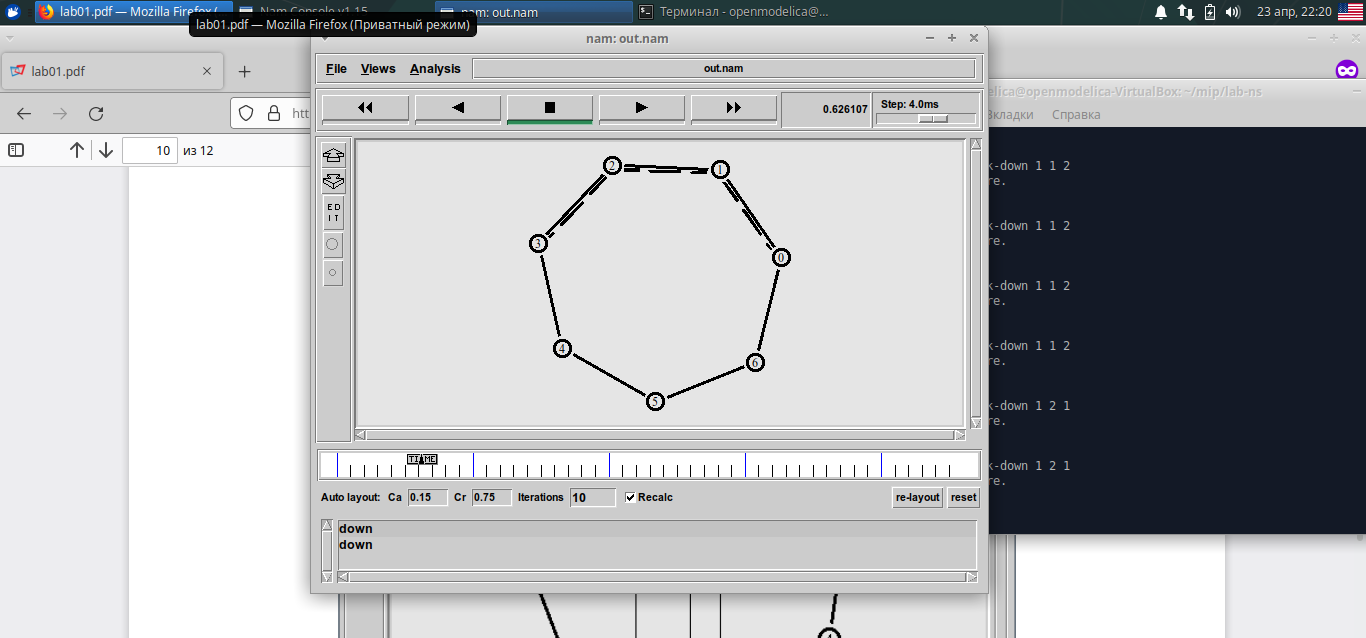 lab01.pdf — Mozilla Firefox (
Nam Console v1.15
nam: out.nam
Терминал - openmodelica@...
23 апр, 22:20
lab01.pdf — Mozilla Firefox (Приватный режим)
nam: out.nam
lab01.pdf
File Views Analysis out.nam
elica@openmodelica-VirtualBox: ~/mip/lab-ns
0.626107 Step: 4.0ms
htt
Вкладки Справка
10 из 12
ED
IT
2
1
3
0
4
6
5
k-down 1 1 2
re.
k-down 1 1 2
re.
k-down 1 1 2
re.
k-down 1 1 2
re.
k-down 1 2 1
re.
k-down 1 2 1
re.
TIME
Auto layout: Ca 0.15 Cr 0.75 Iterations 10 Recalc re-layout reset
down
down